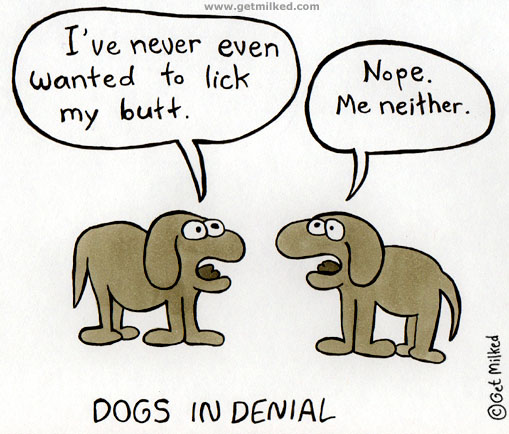 www.getmilked.com
I've never even
wanted to lick
my butt.
Nope.
Me neither.
DOGS IN DENIAL
©Get Milked